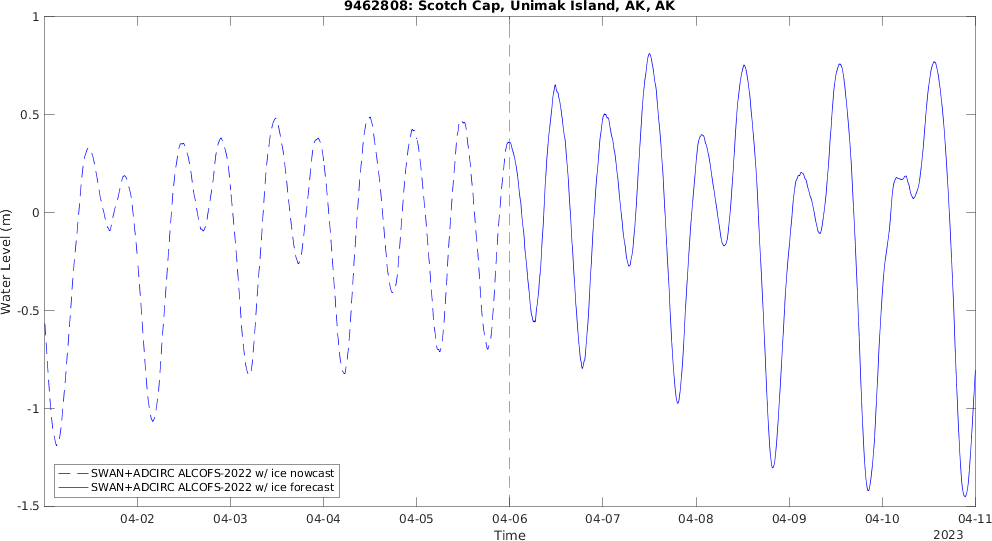 9462808: Scotch Cap, Unimak Island, AK, AK
1
0.5
0
-0.5
-1
-1.5
Water Level (m)
SWAN+ADCIRC ALCOFS-2022 w/ ice nowcast
SWAN+ADCIRC ALCOFS-2022 w/ ice forecast
04-02 04-03 04-04 04-05 04-06 04-07 04-08 04-09 04-10 04-11
Time
2023